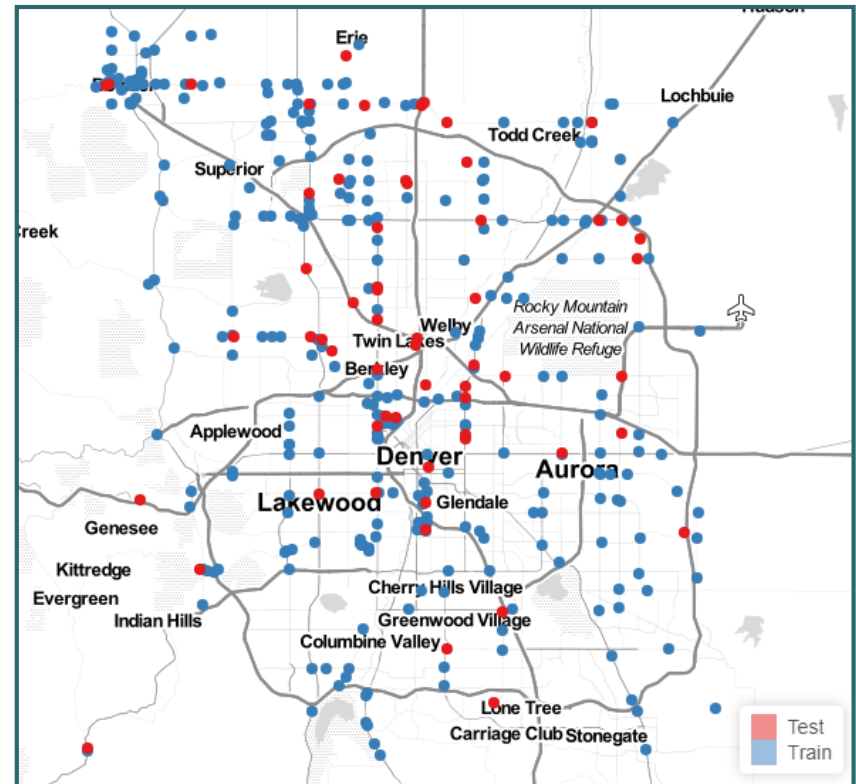 Erie
Lochbuie
Todd Creek
Superior
Creek
Rocky Mountain
Arsenal National
Wildlife Refuge
Welby
Twin Lakes
Berkley
Applewood
Denver
Aurora
Lakewood
Glendale
Genesee
Kittredge
Cherry Hills Village
Evergreen
Greenwood Village
Indian Hills
Columbine Valley
Lone Tree
Carriage Club
Stonegate
Test
Train